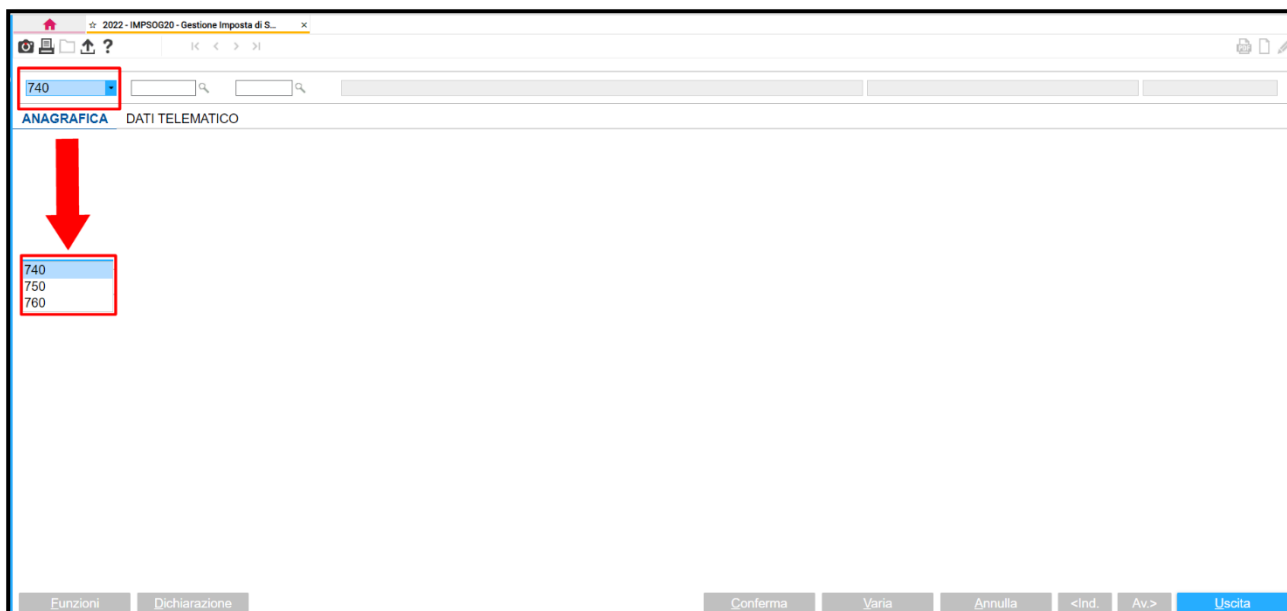 2022 - IMPSOG20 - Gestione Imposta di S... ×
?
740
ANAGRAFICA DATI TELEMATICO
740
750
760
Funzioni Dichiarazione Conferma Varia Annulla <Ind. Av.> Uscita